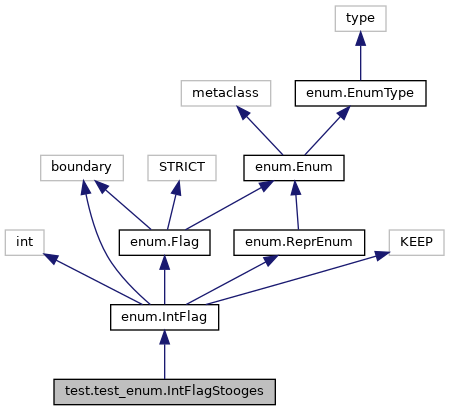 type
metaclass
enum.EnumType
boundary
STRICT
enum.Enum
int
enum.Flag
enum.ReprEnum
KEEP
enum.IntFlag
test.test_enum.IntFlagStooges